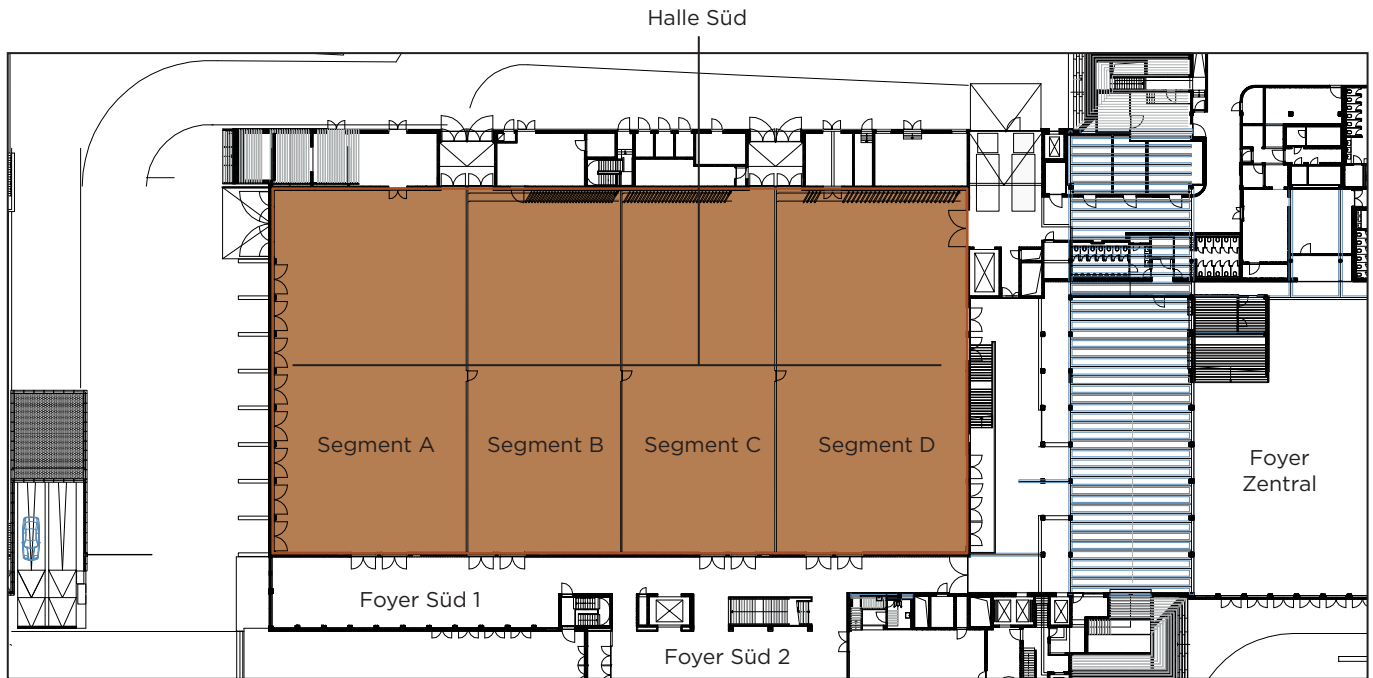 Halle Süd
Segment A
Segment B
Segment C
Segment D
Foyer
Zentral
Foyer Süd 1
Foyer Süd 2